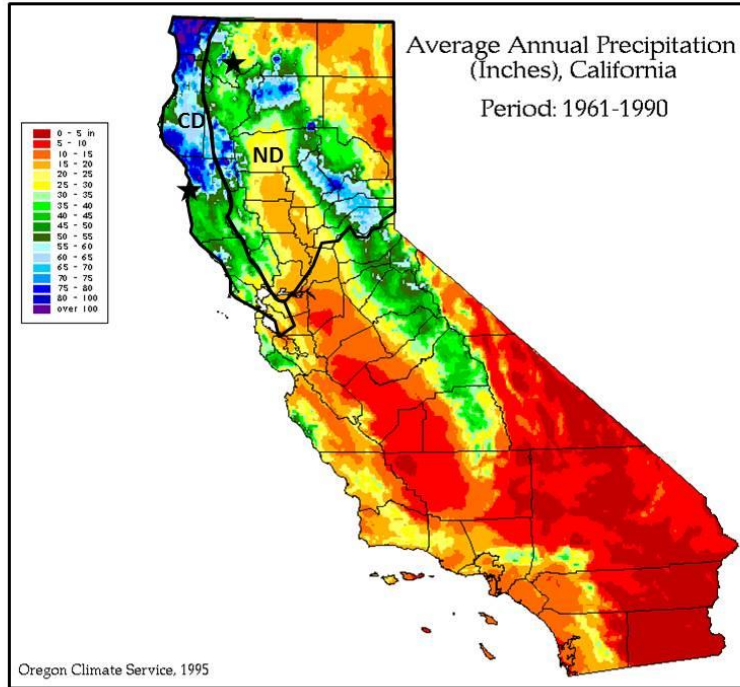 Average Annual Precipitation
(Inches), California
Period: 1961-1990
CD
ND
0 - 5 in
5 - 10
10 - 15
15 - 20
20 - 25
25 - 30
30 - 35
35 - 40
40 - 45
45 - 50
50 - 55
55 - 60
60 - 65
65 - 70
70 - 75
75 - 80
80 - 100
over 100
Oregon Climate Service, 1995